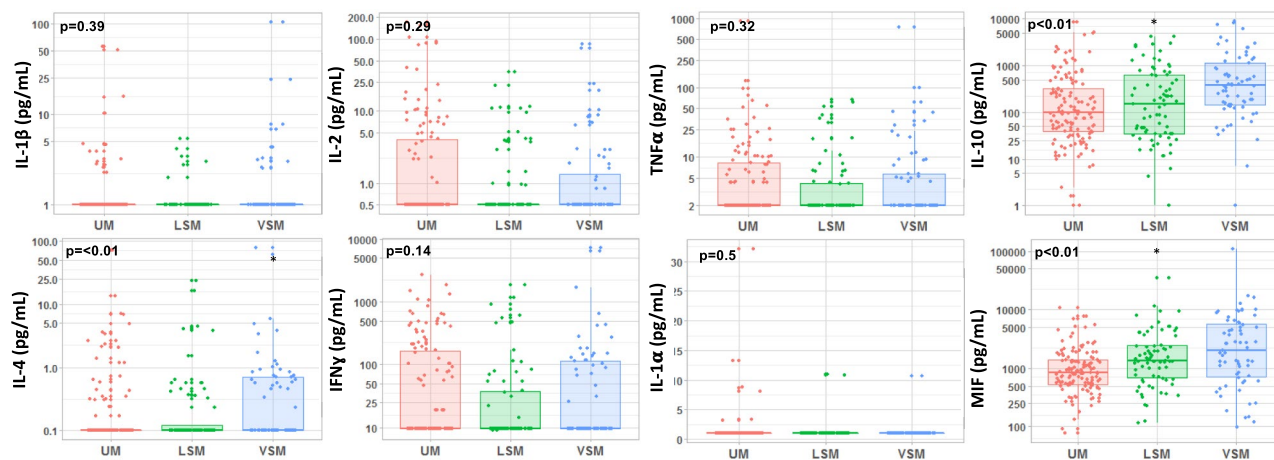 IL-1β (pg/mL)
p=0.39
100
50
25
5
1
UM LSM VSM
IL-2 (pg/mL)
p=0.29
200.0
100.0
50.0
10.0
5.0
1.0
0.5
UM LSM VSM
TNFα (pg/mL)
p=0.32
1000
500
100
50
25
10
5
2
UM LSM VSM
IL-10 (pg/mL)
p<0.01
*
10000
5000
1000
500
100
50
25
10
5
1
UM LSM VSM
IL-4 (pg/mL)
p=<0.01
*
100.0
50.0
25.0
10.0
5.0
1.0
0.1
UM LSM VSM
IFNɣ (pg/mL)
p=0.14
10000
1000
500
100
50
25
10
UM LSM VSM
IL-1α (pg/mL)
p=0.5
30
25
20
15
10
5
0
UM LSM VSM
MIF (pg/mL)
p<0.01
*
100000
50000
10000
5000
1000
500
250
100
UM LSM VSM